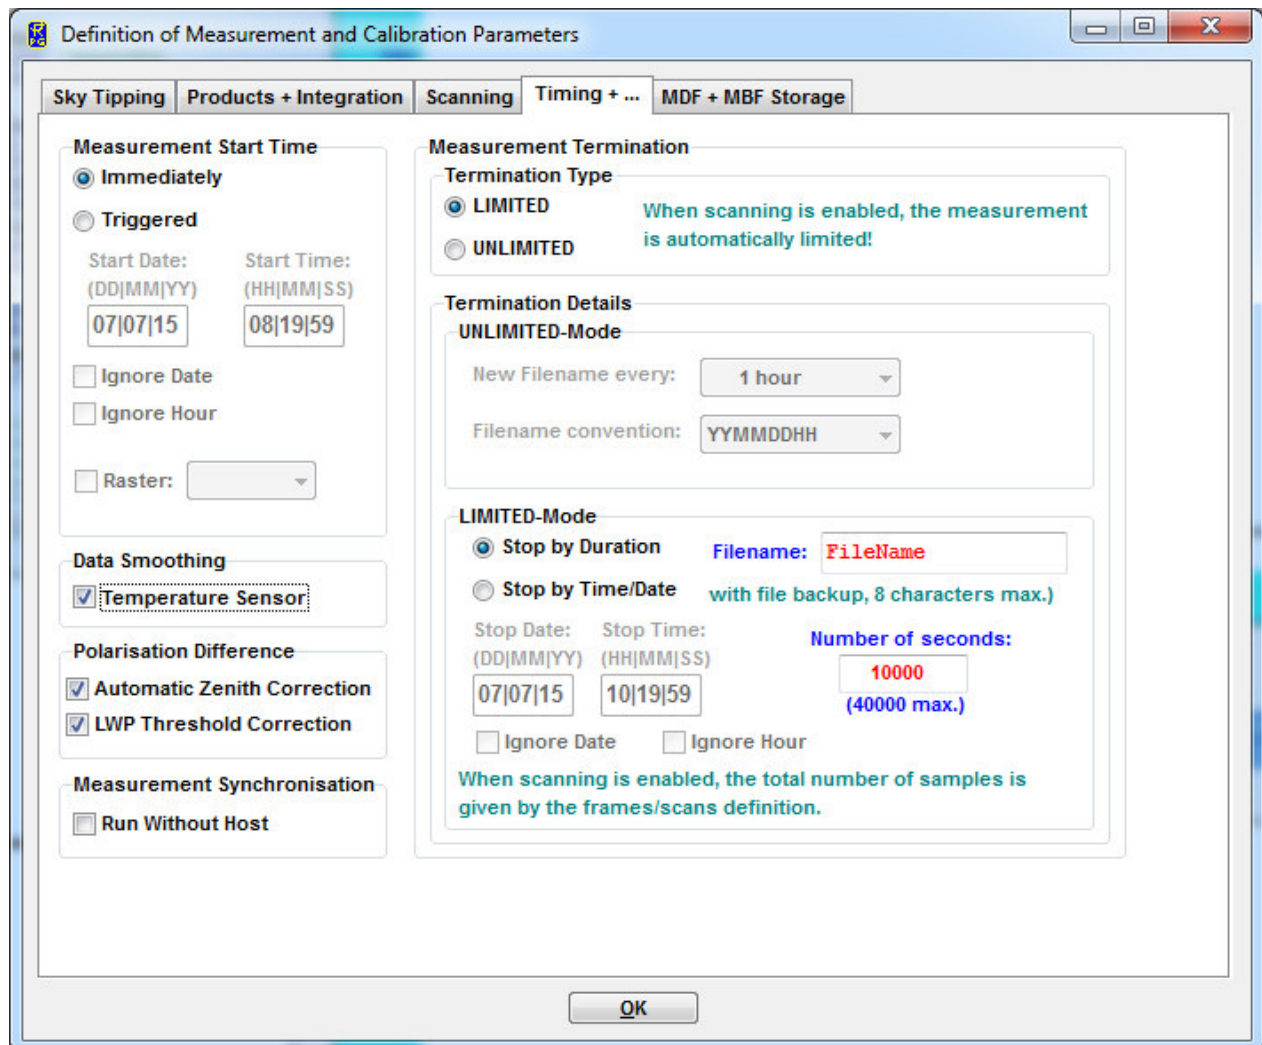 Definition of Measurement and Calibration Parameters
Sky Tipping
Products + Integration
Scanning
Timing + ...
MDF + MBF Storage
Measurement Start Time
Immediately
Triggered
Start Date:
Start Time:
(DD|MM|YY)
(HH|MM|SS)
07|07|15
08|19|59
Ignore Date
Ignore Hour
Raster:
Data Smoothing
Temperature Sensor
Polarisation Difference
Automatic Zenith Correction
LWP Threshold Correction
Measurement Synchronisation
Run Without Host
Measurement Termination
Termination Type
LIMITED
UNLIMITED
When scanning is enabled, the measurement
is automatically limited!
Termination Details
UNLIMITED-Mode
New Filename every:
1 hour
Filename convention:
YYMMDDHH
LIMITED-Mode
Stop by Duration
Filename:
FileName
Stop by Time/Date
with file backup, 8 characters max.)
Stop Date:
Stop Time:
(DD|MM|YY)
(HH|MM|SS)
07|07|15
10|19|59
Number of seconds:
10000
(40000 max.)
Ignore Date
Ignore Hour
When scanning is enabled, the total number of samples is
given by the frames/scans definition.
OK